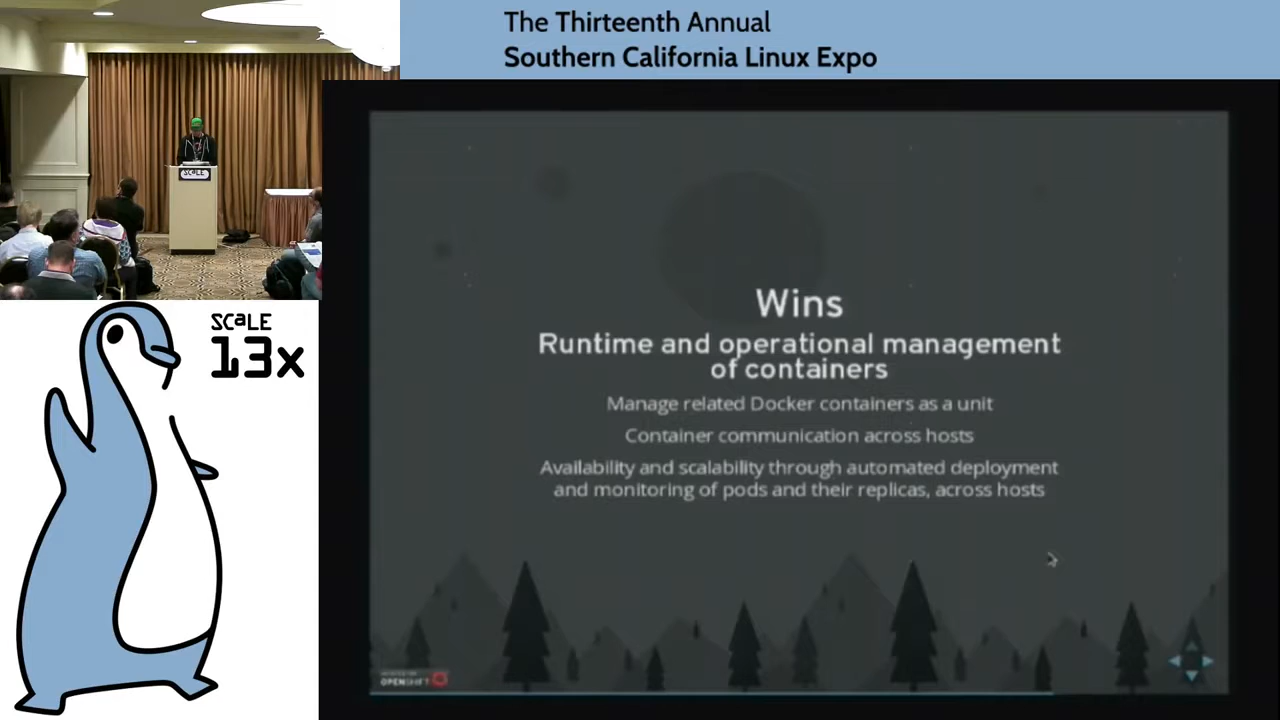 The Thirteenth Annual
Southern California Linux Expo
SCALE
SCALE
13x
Wins
Runtime and operational management
of containers
Manage related Docker containers as a unit
Container communication across hosts
Availability and scalability through automated deployment
and monitoring of pods and their replicas, across hosts
OPENSHIFT